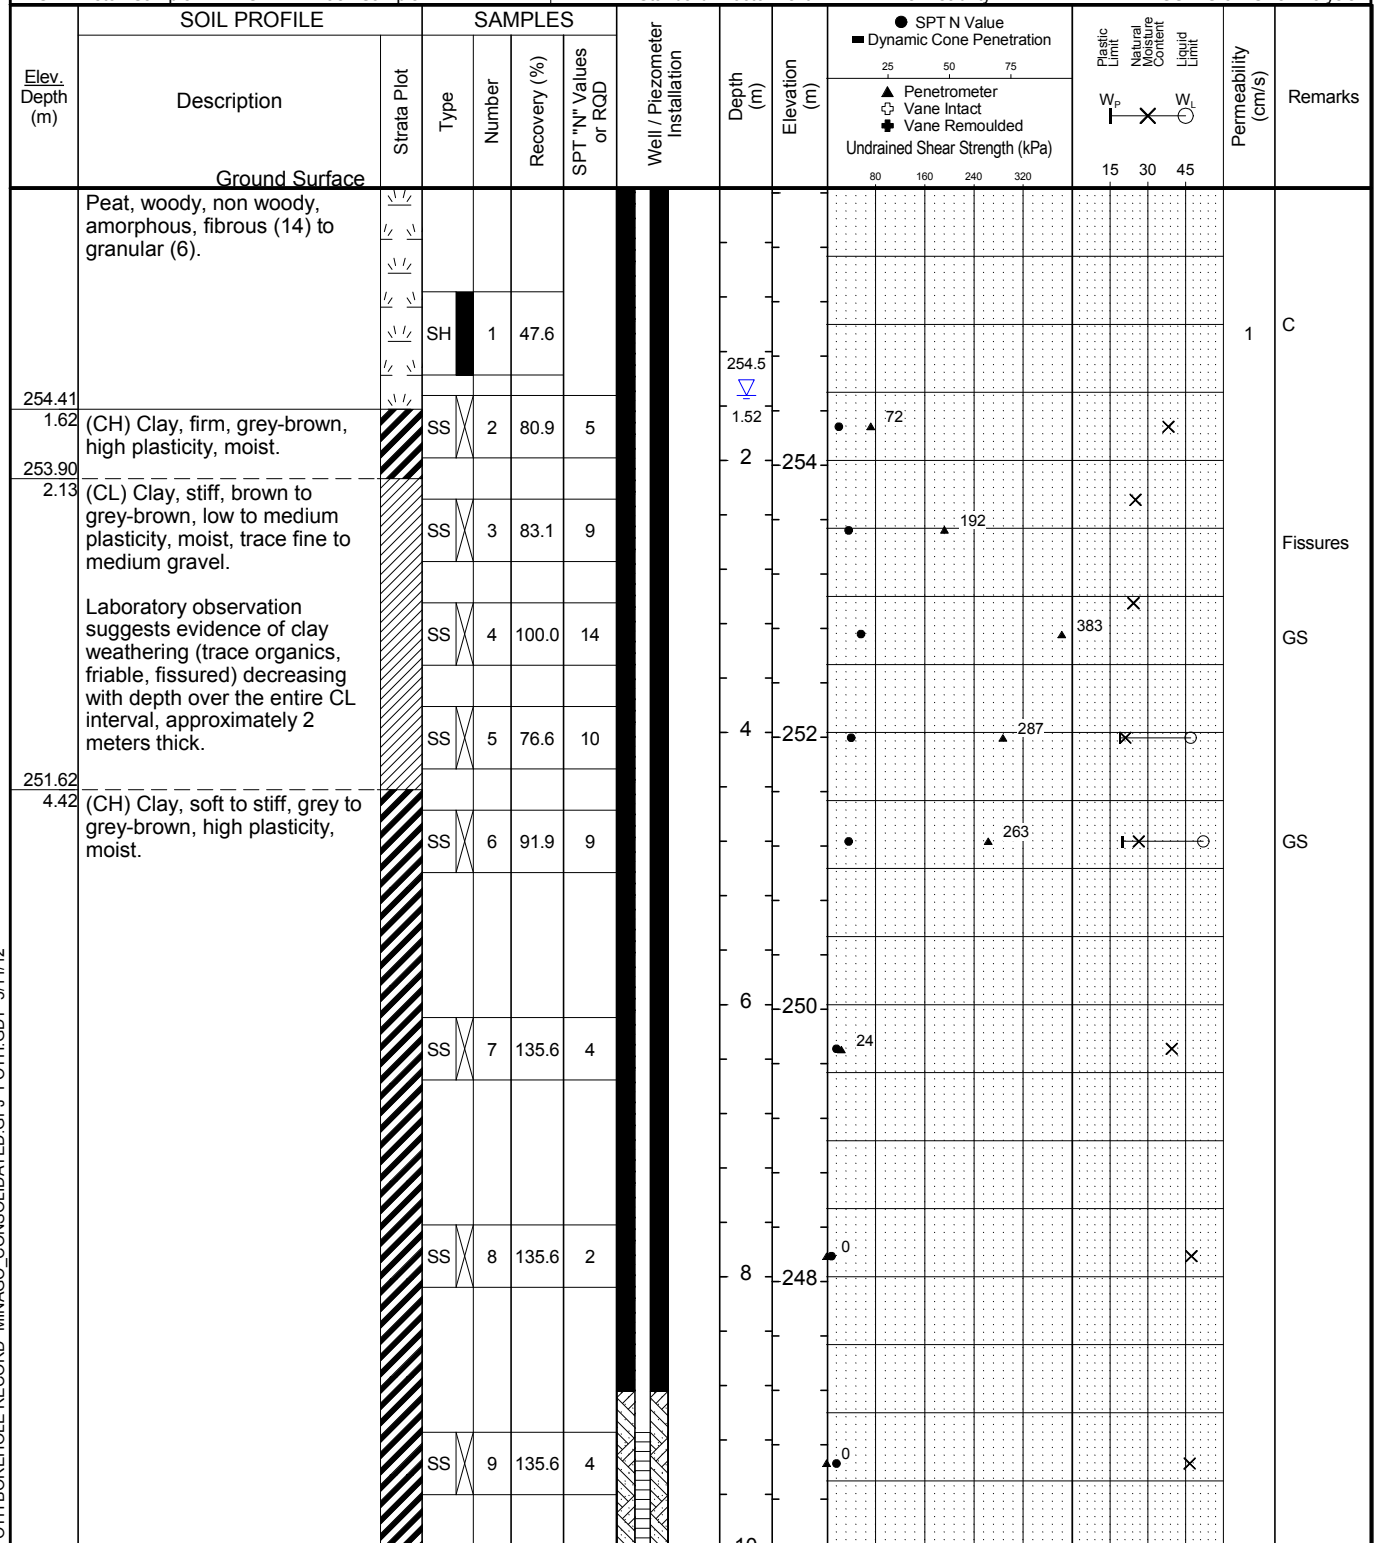 SOIL PROFILE
SAMPLES
Elev.
Depth
(m)
Description
Ground Surface
Strata Plot
Type
Number
Recovery (%)
SPT "N" Values
or RQD
Well / Piezometer
Installation
Depth
(m)
Elevation
(m)
SPT N Value
Dynamic Cone Penetration
25 50 75
Penetrometer
Vane Intact
Vane Remoulded
Undrained Shear Strength (kPa)
80 160 240 320
Plastic
Limit
Natural
Moisture
Content
Liquid
Limit
WP WL
15 30 45
Permeability
(cm/s)
Remarks
Peat, woody, non woody,
amorphous, fibrous (14) to
granular (6).
SH 1 47.6
1 C
254.5
1.52
254.41
1.62
(CH) Clay, firm, grey-brown,
high plasticity, moist.
SS 2 80.9 5
72
2 -254
253.90
2.13
(CL) Clay, stiff, brown to
grey-brown, low to medium
plasticity, moist, trace fine to
medium gravel.
SS 3 83.1 9
192
Fissures
Laboratory observation
suggests evidence of clay
weathering (trace organics,
friable, fissured) decreasing
with depth over the entire CL
interval, approximately 2
meters thick.
SS 4 100.0 14
383
GS
SS 5 76.6 10
4 -252
287
251.62
4.42
(CH) Clay, soft to stiff, grey to
grey-brown, high plasticity,
moist.
SS 6 91.9 9
263
GS
6 -250
SS 7 135.6 4
24
SS 8 135.6 2
0
8 -248
SS 9 135.6 4
0
10